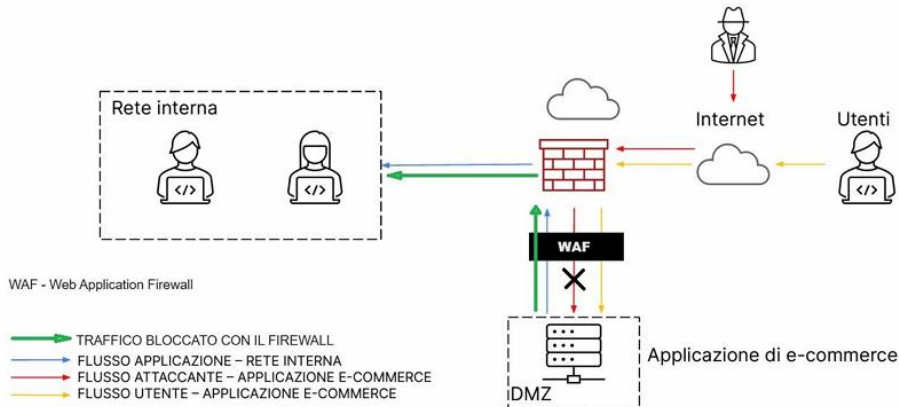 Rete interna
Internet
Utenti
WAF
WAF - Web Application Firewall
TRAFFICO BLOCCATO CON IL FIREWALL
FLUSSO APPLICAZIONE – RETE INTERNA
FLUSSO ATTACCANTE – APPLICAZIONE E-COMMERCE
FLUSSO UTENTE – APPLICAZIONE E-COMMERCE
DMZ
Applicazione di e-commerce